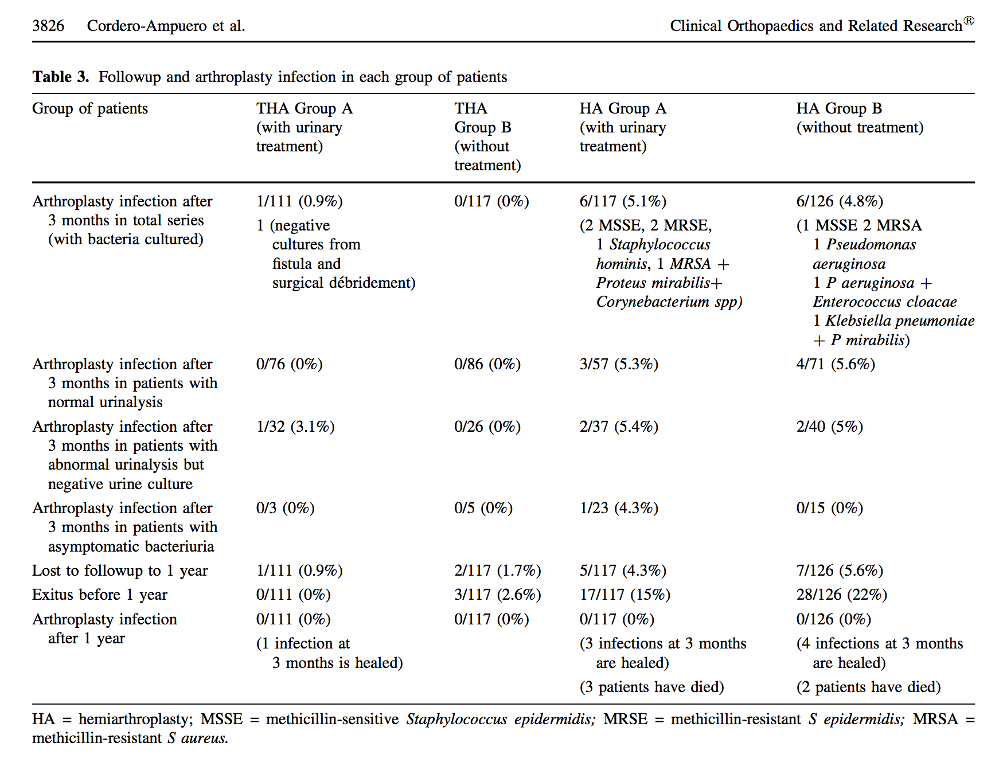 3826 Cordero-Ampuero et al. Clinical Orthopaedics and Related Research®
Table 3. Followup and arthroplasty infection in each group of patients
Group of patients THA Group A THA HA Group A HA Group B
(with urinary Group B (with urinary (without treatment)
treatment) (without treatment)
treatment)
Arthroplasty infection after 1/111 (0.9%) 0/117 (0%) 6/117 (5.1%) 6/126 (4.8%)
3 months in total series 1 (negative (2 MSSE, 2 MRSE, (1 MSSE 2 MRSA
(with bacteria cultured) cultures from 1 Staphylococcus 1 Pseudomonas
fistula and hominis, 1 MRSA + aeruginosa
surgical débridement) Proteus mirabilis+ 1 P aeruginosa +
Corynebacterium spp) Enterococcus cloacae
1 Klebsiella pneumoniae
+ P mirabilis)
Arthroplasty infection after 0/76 (0%) 0/86 (0%) 3/57 (5.3%) 4/71 (5.6%)
3 months in patients with
normal urinalysis
Arthroplasty infection after 1/32 (3.1%) 0/26 (0%) 2/37 (5.4%) 2/40 (5%)
3 months in patients with
abnormal urinalysis but
negative urine culture
Arthroplasty infection after 0/3 (0%) 0/5 (0%) 1/23 (4.3%) 0/15 (0%)
3 months in patients with
asymptomatic bacteriuria
Lost to followup to 1 year 1/111 (0.9%) 2/117 (1.7%) 5/117 (4.3%) 7/126 (5.6%)
Exitus before 1 year 0/111 (0%) 3/117 (2.6%) 17/117 (15%) 28/126 (22%)
Arthroplasty infection 0/111 (0%) 0/117 (0%) 0/117 (0%) 0/126 (0%)
after 1 year (1 infection at (3 infections at 3 months (4 infections at 3 months
3 months is healed) are healed) are healed)
(3 patients have died) (2 patients have died)
HA = hemiarthroplasty; MSSE = methicillin-sensitive Staphylococcus epidermidis; MRSE = methicillin-resistant S epidermidis; MRSA =
methicillin-resistant S aureus.